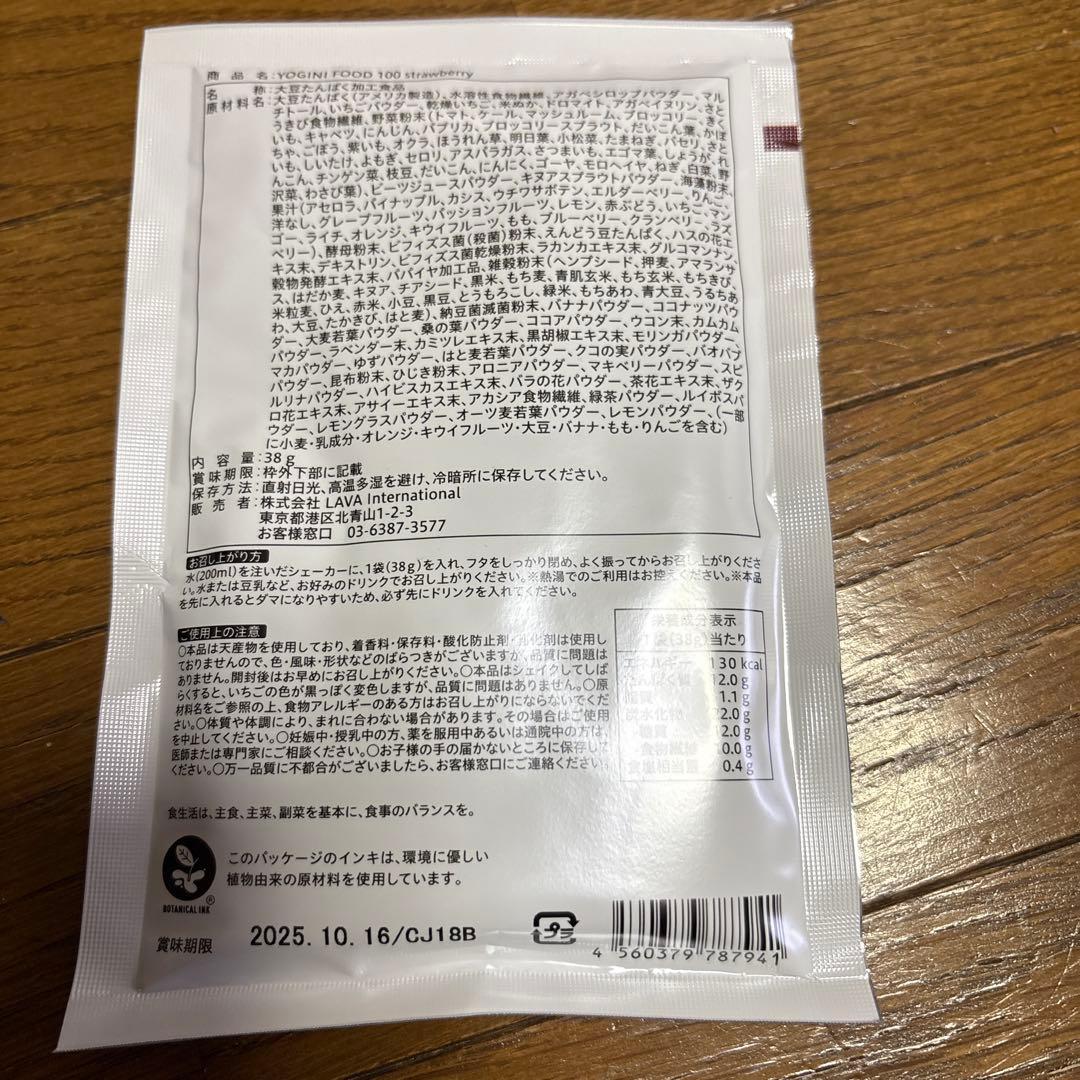 商品名:YOGINI FOOD 100 strawberry
名称:大豆たんぱく加工食品
原材料名:大豆たんぱく(アメリカ製造)、水溶性食物繊維、アガベシロップパウダー、マル
チトール、いちごパウダー、乾燥いちご、米ぬか、ドロマイト、アガベイヌリン、さと
うきび食物繊維、野菜粉末(トマト、ケール、マッシュルーム、ブロッコリー、きく
いも、キャベツ、にんじん、パプリカ、ブロッコリースプラウト、だいこん葉、かぼ
ちゃ、ごぼう、紫いも、オクラ、ほうれん草、明日葉、小松菜、たまねぎ、パセリ、さと
いも、しいたけ、よもぎ、セロリ、アスパラガス、さつまいも、エゴマ葉、しょうが、れ
んこん、チンゲン菜、枝豆、だいこん、にんにく、ゴーヤ、モロヘイヤ、ねぎ、白菜、野
沢菜、わさび葉)、ビーツジュースパウダー、キヌアスプラウトパウダー、海藻粉末、
果汁(アセロラ、パイナップル、カシス、ウチワサボテン、エルダーベリー、りんご、
洋なし、グレープフルーツ、パッションフルーツ、レモン、赤ぶどう、いちご、マン
ゴー、ライチ、オレンジ、キウイフルーツ、もも、ブルーベリー、クランベリー、ラズ
ベリー)、酵母粉末、ビフィズス菌(殺菌)粉末、えんどう豆たんぱく、ハスの花エ
キス末、デキストリン、ビフィズス菌乾燥粉末、ラカンカエキス末、グルコマンナン、
穀物発酵エキス末、パパイヤ加工品、雑穀粉末(ヘンプシード、押麦、アマランサ
ス、はだか麦、キヌア、チアシード、黒米、もち麦、青肌玄米、もち玄米、もちきび、
米粒麦、ひえ、赤米、小豆、黒豆、とうもろこし、緑米、もちあわ、青大豆、うるちあ
わ、大豆、たかきび、はと麦)、納豆菌滅菌粉末、バナナパウダー、ココナッツパウ
ダー、大麦若葉パウダー、桑の葉パウダー、ココアパウダー、ウコン末、カムカム
パウダー、ラベンダー末、カミツレエキス末、黒胡椒エキス末、モリンガパウダー、
マカパウダー、ゆずパウダー、はと麦若葉パウダー、クコの実パウダー、バオバブ
パウダー、昆布粉末、ひじき粉末、アロニアパウダー、マキベリーパウダー、スピ
ルリナパウダー、ハイビスカスエキス末、バラの花パウダー、茶花エキス末、ザク
ロ花エキス末、アサイーエキス末、アカシア食物繊維、緑茶パウダー、ルイボスパ
ウダー、レモングラスパウダー、オーツ麦若葉パウダー、レモンパウダー、(一部
に小麦・乳成分・オレンジ・キウイフルーツ・大豆・バナナ・もも・りんごを含む)
内容量:38g
賞味期限:枠外下部に記載
保存方法:直射日光、高温多湿を避け、冷暗所に保存してください。
販売者:株式会社 LAVA International
東京都港区北青山1-2-3
お客様窓口 03-6387-3577
お召し上がり方
水(200ml)を注いだシェーカーに、1袋(38g)を入れ、フタをしっかり閉め、よく振ってからお召し上がりくださ
い。水または豆乳など、お好みのドリンクでお召し上がりください。※熱湯でのご利用はお控えください。※本品
を先に入れるとダマになりやすいため、必ず先にドリンクを入れてください。
ご使用上の注意
○本品は天産物を使用しており、着香料・保存料・酸化防止剤・乳化剤は使用し
ておりませんので、色・風味・形状などのばらつきがございますが、品質に問題は
ありません。開封後はお早めにお召し上がりください。○本品はシェイクしてしば
らくすると、いちごの色が黒っぽく変色しますが、品質に問題はありません。○原
材料名をご参照の上、食物アレルギーのある方はお召し上がりにならないでくだ
さい。○体質や体調により、まれに合わない場合があります。その場合はご使用
を中止してください。○妊娠中・授乳中の方、薬を服用中あるいは通院中の方は、
医師または専門家にご相談ください。○お子様の手の届かないところに保存して
ください。○万一品質に不都合がございましたら、お客様窓口にご連絡ください。
栄養成分表示
1袋(38g)当たり
エネルギー 130 kcal
たんぱく質 12.0g
脂質 1.1g
炭水化物 22.0g
糖質 12.0g
食物繊維 10.0g
食塩相当量 0.4g
食生活は、主食、主菜、副菜を基本に、食事のバランスを。
このパッケージのインキは、環境に優しい
植物由来の原材料を使用しています。
BOTANICAL INK®
賞味期限 2025.10.16/CJ18B
プラ
4 560379 787941